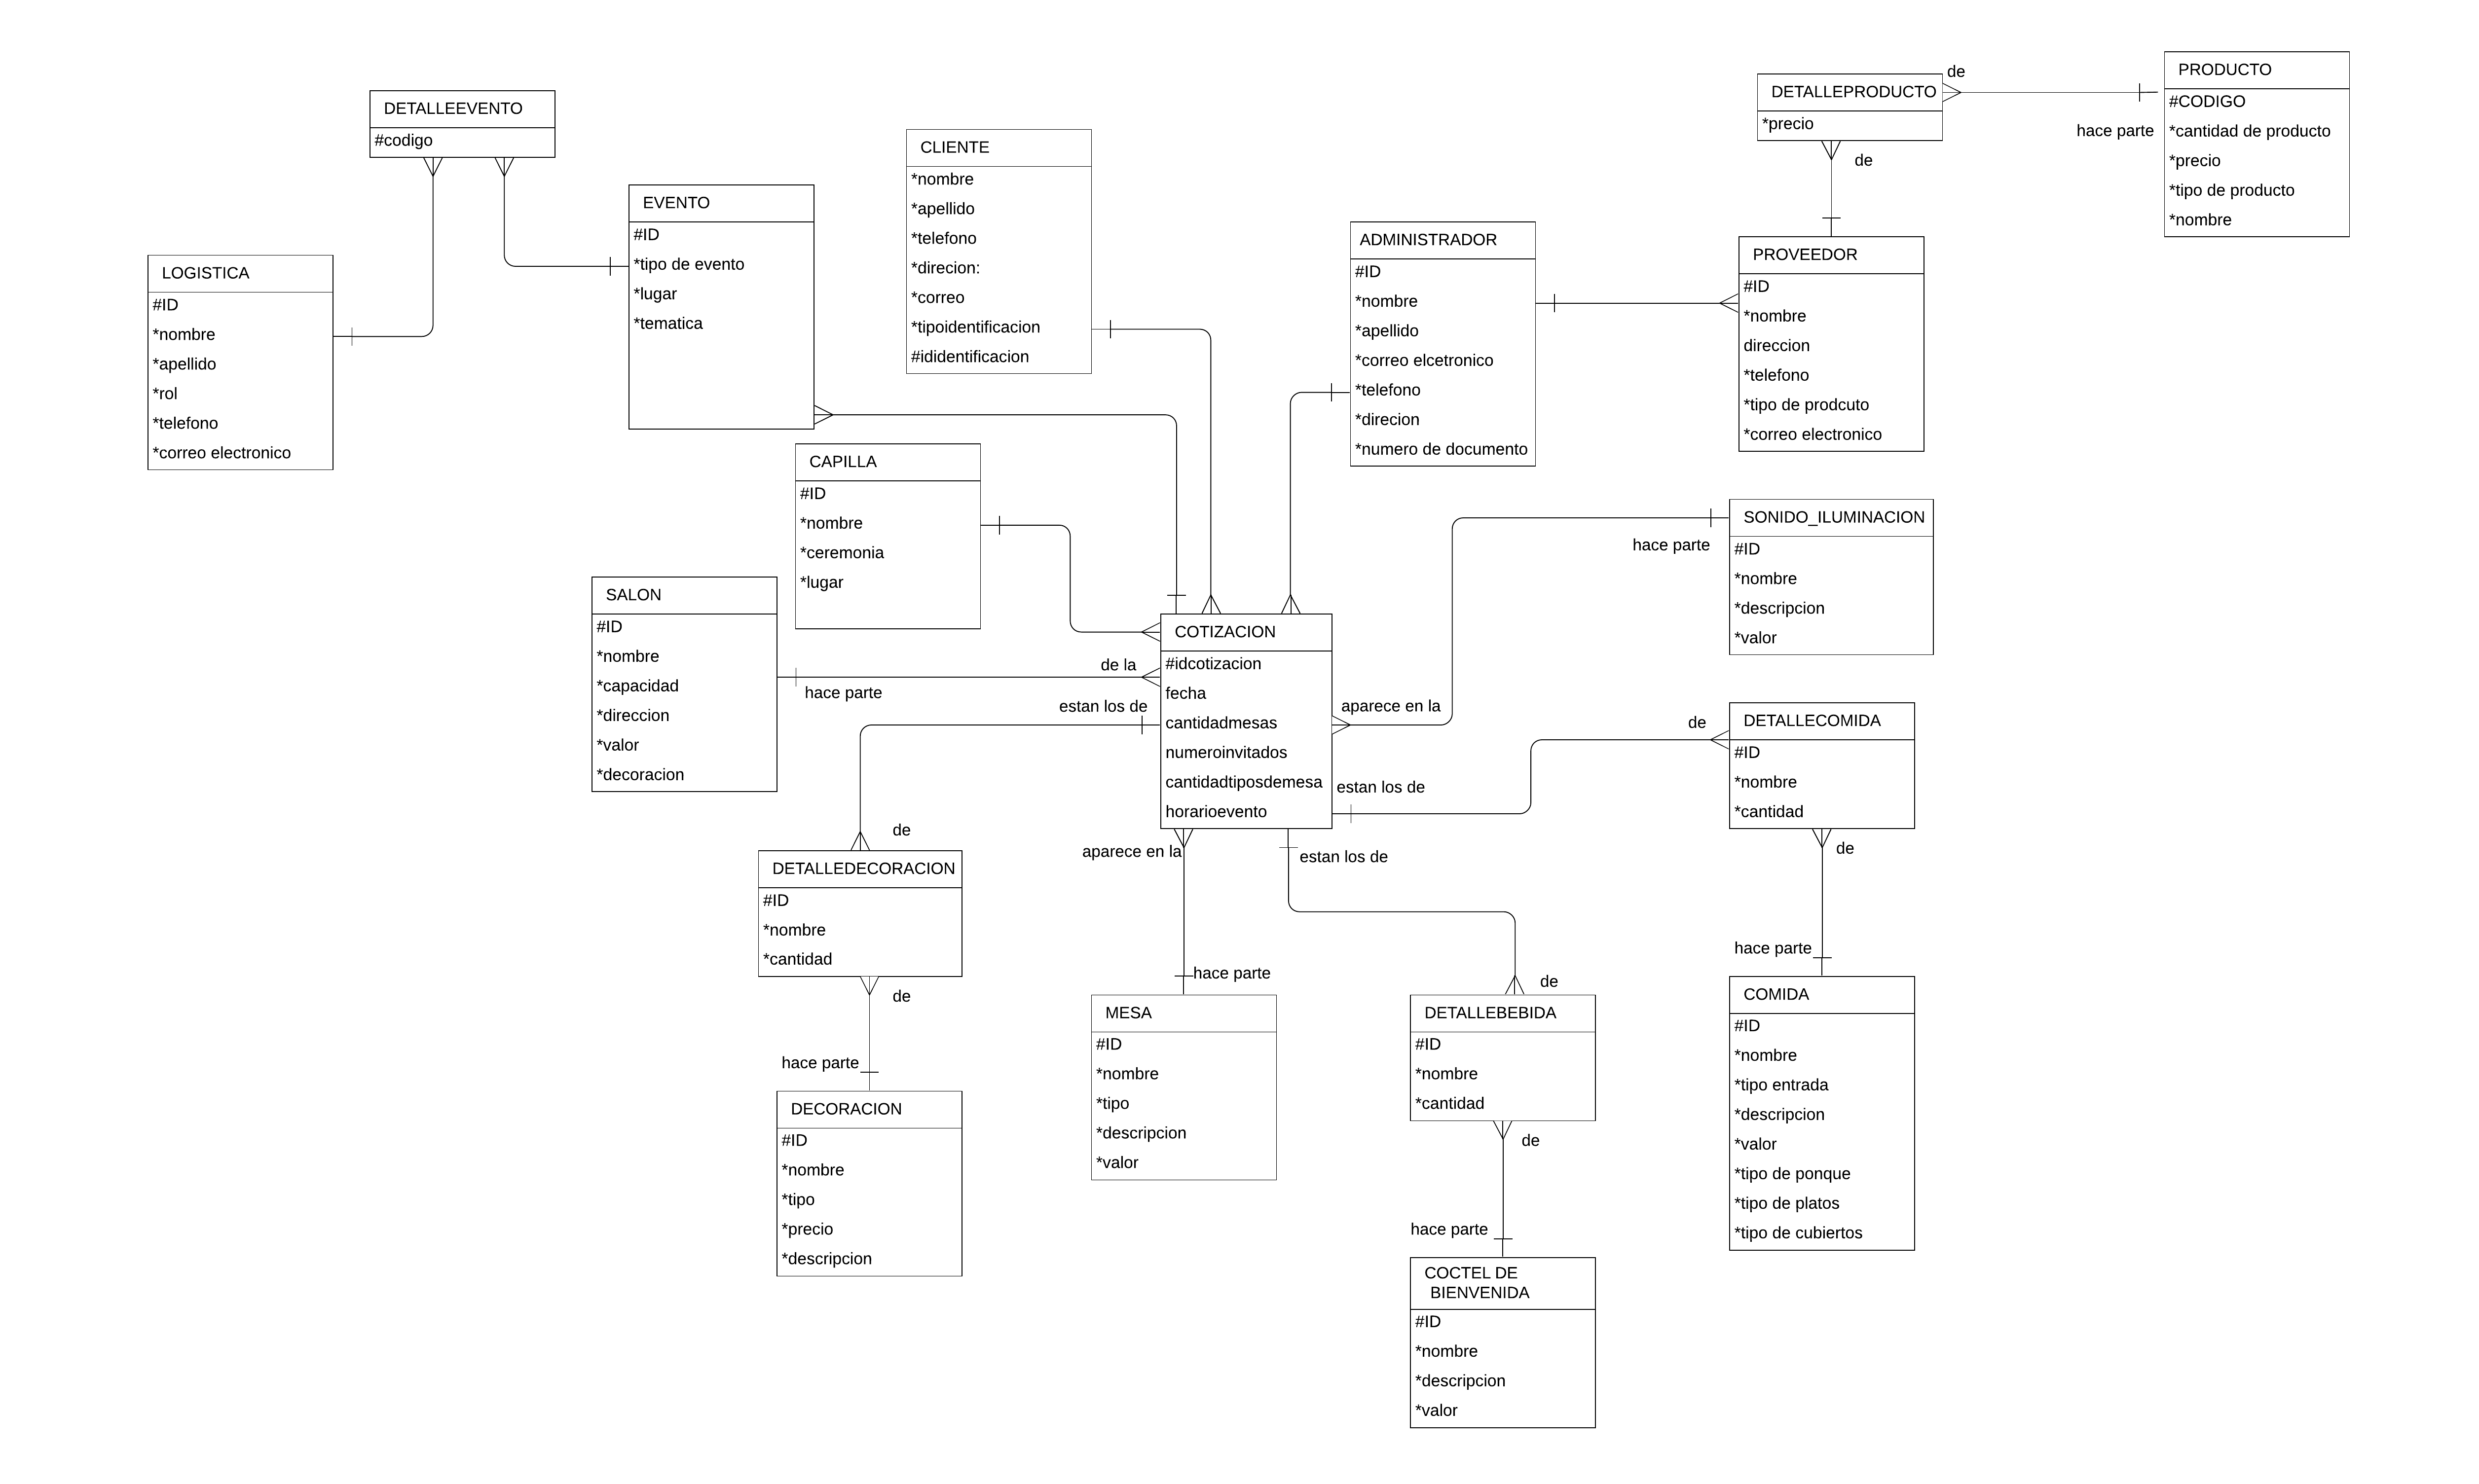 DETALLEEVENTO
#codigo
LOGISTICA
#ID
*nombre
*apellido
*rol
*telefono
*correo electronico
EVENTO
#ID
*tipo de evento
*lugar
*tematica
CLIENTE
*nombre
*apellido
*telefono
*direcion:
*correo
*tipoidentificacion
#ididentificacion
ADMINISTRADOR
#ID
*nombre
*apellido
*correo elcetronico
*telefono
*direcion
*numero de documento
DETALLEPRODUCTO
*precio
de
de
hace parte
PRODUCTO
#CODIGO
*cantidad de producto
*precio
*tipo de producto
*nombre
PROVEEDOR
#ID
*nombre
direccion
*telefono
*tipo de prodcuto
*correo electronico
CAPILLA
#ID
*nombre
*ceremonia
*lugar
SALON
#ID
*nombre
*capacidad
*direccion
*valor
*decoracion
hace parte
de la
estan los de
COTIZACION
#idcotizacion
fecha
cantidadmesas
numeroinvitados
cantidadtiposdemesa
horarioevento
aparece en la
hace parte
SONIDO_ILUMINACION
#ID
*nombre
*descripcion
*valor
estan los de
de
DETALLECOMIDA
#ID
*nombre
*cantidad
de
hace parte
COMIDA
#ID
*nombre
*tipo entrada
*descripcion
*valor
*tipo de ponque
*tipo de platos
*tipo de cubiertos
de
DETALLEDECORACION
#ID
*nombre
*cantidad
de
hace parte
DECORACION
#ID
*nombre
*tipo
*precio
*descripcion
aparece en la
hace parte
MESA
#ID
*nombre
*tipo
*descripcion
*valor
estan los de
de
DETALLEBEBIDA
#ID
*nombre
*cantidad
de
hace parte
COCTEL DE
BIENVENIDA
#ID
*nombre
*descripcion
*valor